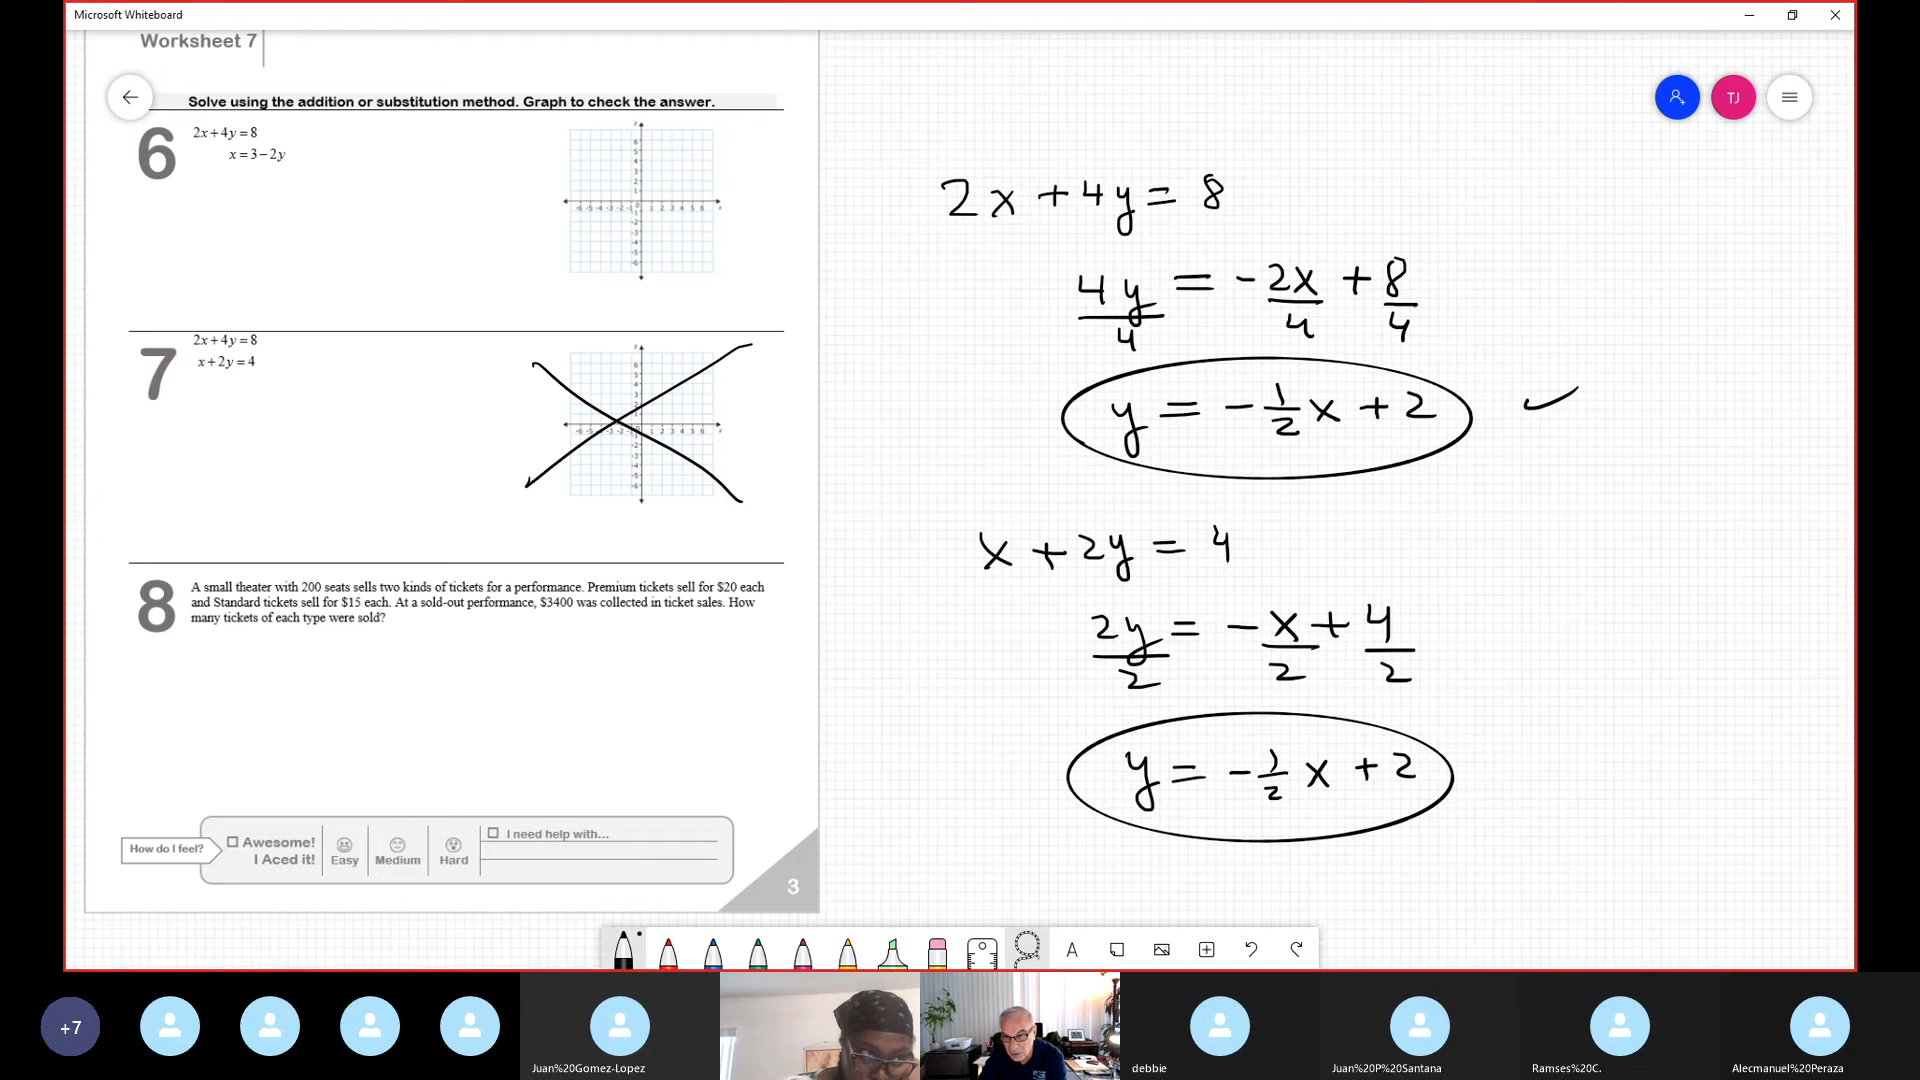 Microsoft Whiteboard
Worksheet 7
Solve using the addition or substitution method. Graph to check the answer.
6
2x+4y=8
x=3−2y
7
2x+4y=8
x+2y=4
8
A small theater with 200 seats sells two kinds of tickets for a performance. Premium tickets sell for $20 each
and Standard tickets sell for $15 each. At a sold-out performance, $3400 was collected in ticket sales. How
many tickets of each type were sold?
How do I feel?
Awesome!
I Aced it!
Easy
Medium
Hard
I need help with...
3
TJ
2x + 4y = 8
4y/4 = -2x/4 + 8/4
y = -1/2 x + 2 ✓
x + 2y = 4
2y/2 = -x/2 + 4/2
y = -1/2 x + 2
A
+7
Juan%20Gomez-Lopez
debbie
Juan%20P%20Santana
Ramses%20C.
Alecmanuel%20Peraza